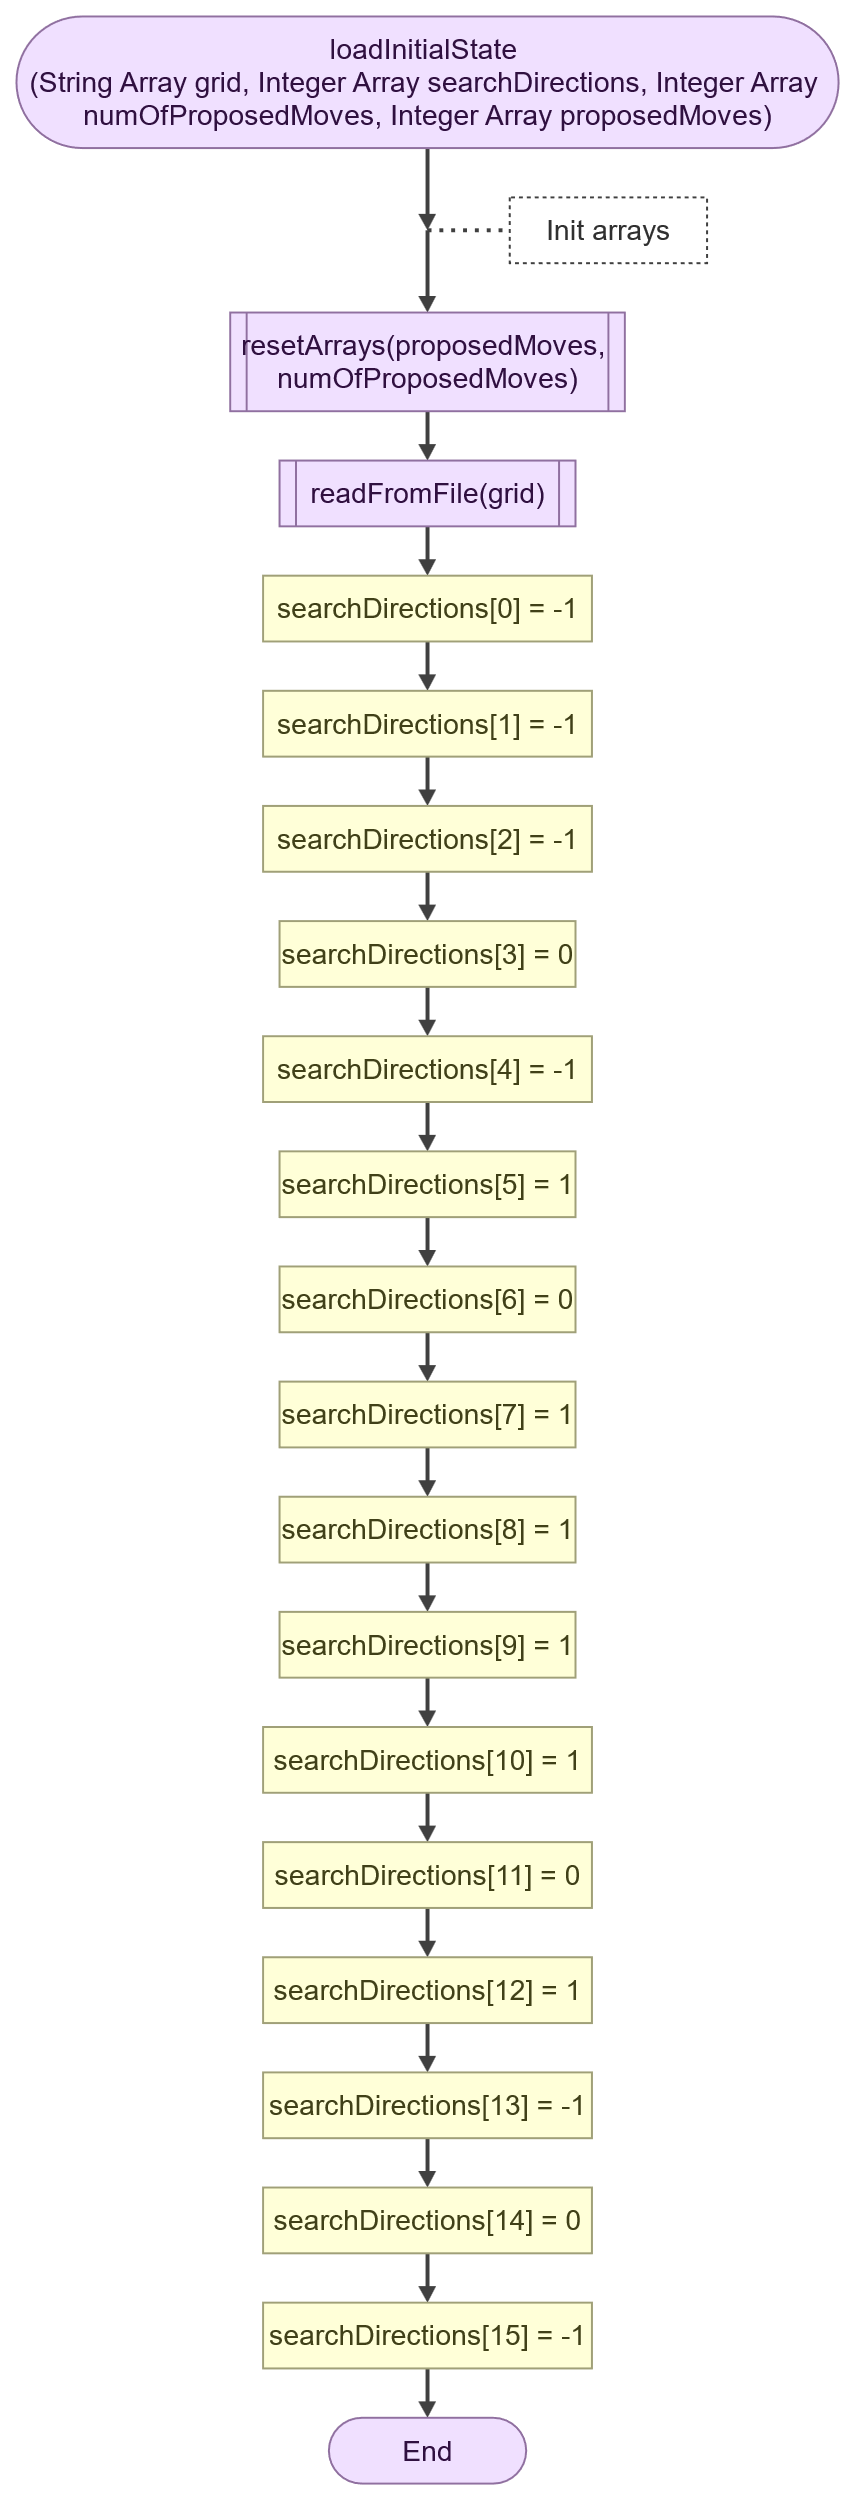 loadInitialState
(String Array grid, Integer Array searchDirections, Integer Array
numOfProposedMoves, Integer Array proposedMoves)
Init arrays
resetArrays(proposedMoves,
numOfProposedMoves)
readFromFile(grid)
searchDirections[0] = -1
searchDirections[1] = -1
searchDirections[2] = -1
searchDirections[3] = 0
searchDirections[4] = -1
searchDirections[5] = 1
searchDirections[6] = 0
searchDirections[7] = 1
searchDirections[8] = 1
searchDirections[9] = 1
searchDirections[10] = 1
searchDirections[11] = 0
searchDirections[12] = 1
searchDirections[13] = -1
searchDirections[14] = 0
searchDirections[15] = -1
End